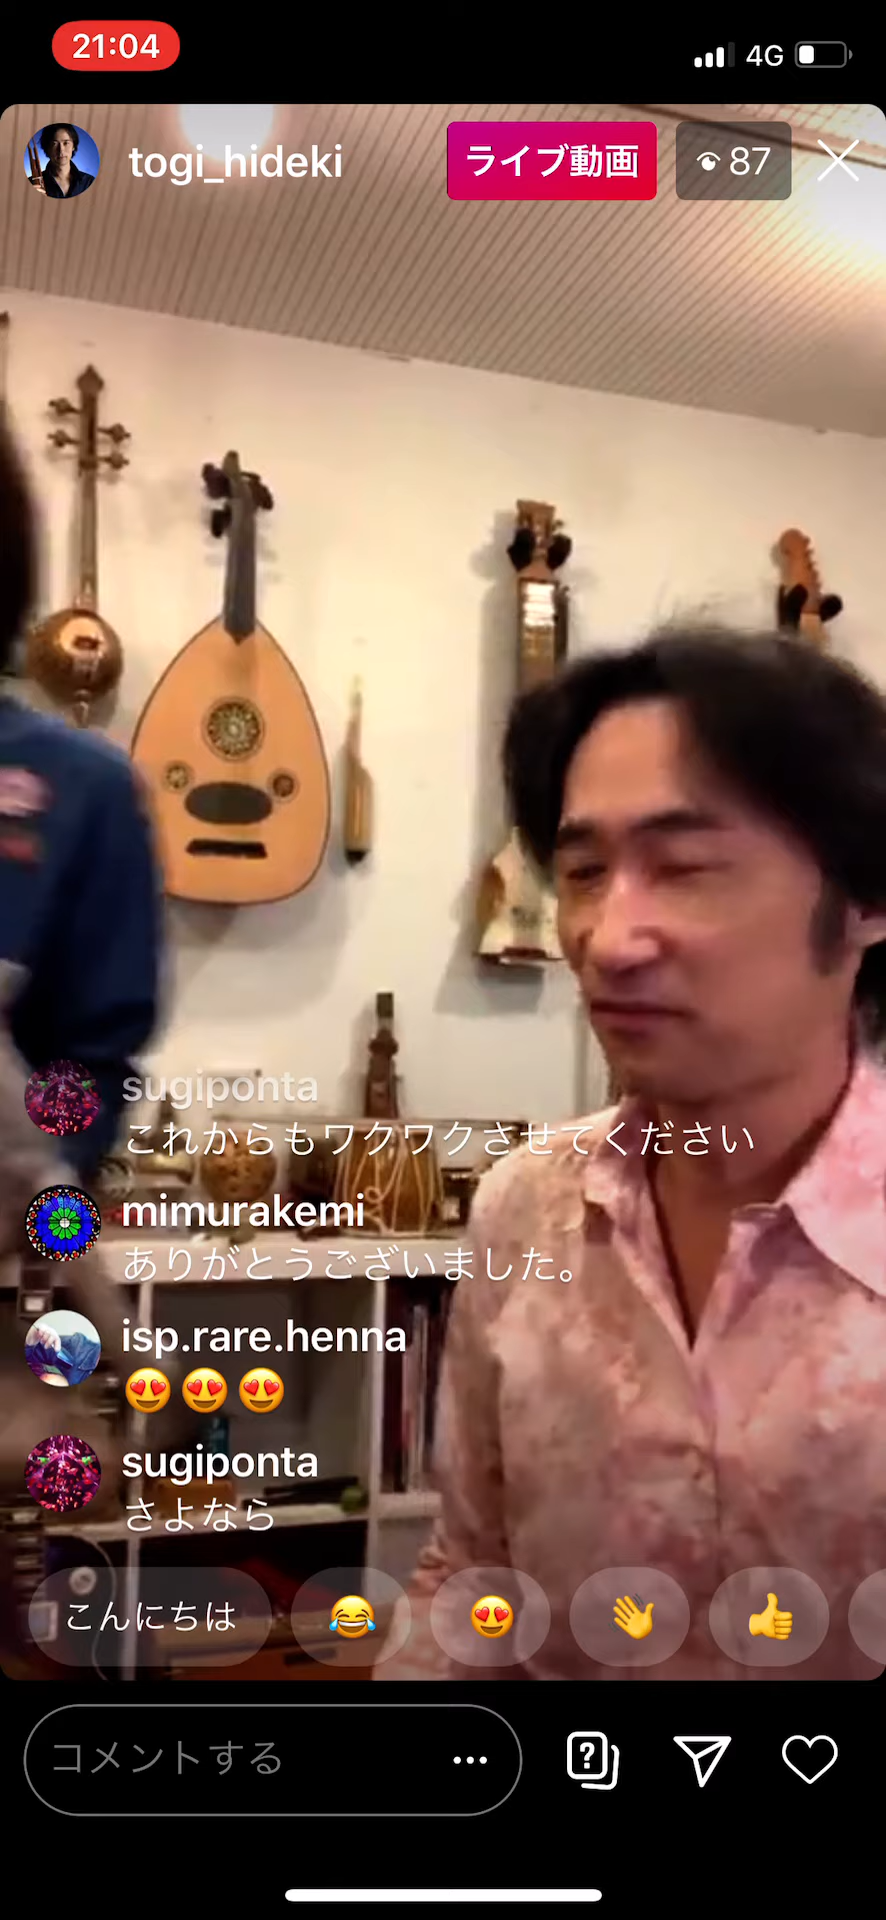 21:04
4G
togi_hideki
ライブ動画
87
sugiponta
これからもワクワクさせてください
mimurakemi
ありがとうございました。
isp.rare.henna
😍😍😍
sugiponta
さよなら
こんにちは 😂 😍 👋 👍
コメントする